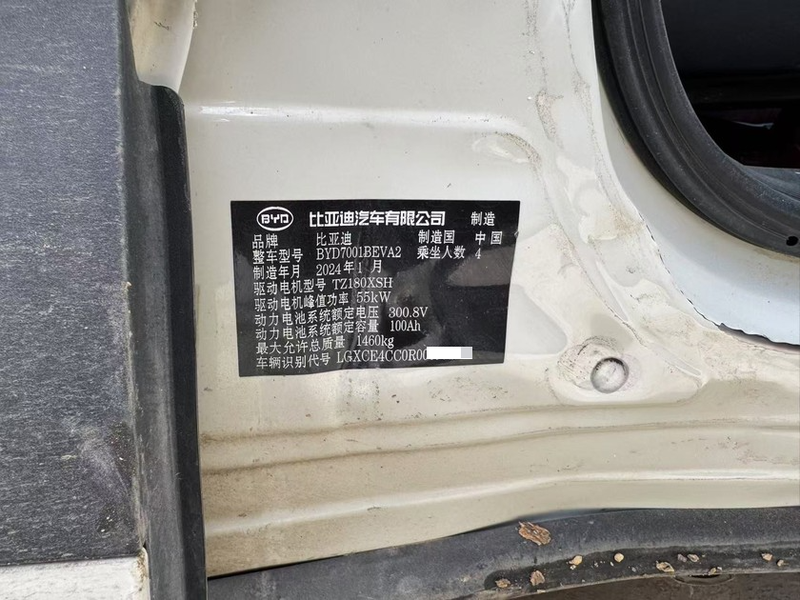 BYD 比亚迪汽车有限公司 制造
品牌 比亚迪 制造国 中国
整车型号 BYD7001BEVA2 乘坐人数 4
制造年月 2024年1月
驱动电机型号 TZ180XSH
驱动电机峰值功率 55kW
动力电池系统额定电压 300.8V
动力电池系统额定容量 100Ah
最大允许总质量 1460kg
车辆识别代号 LGXCE4CC0R00